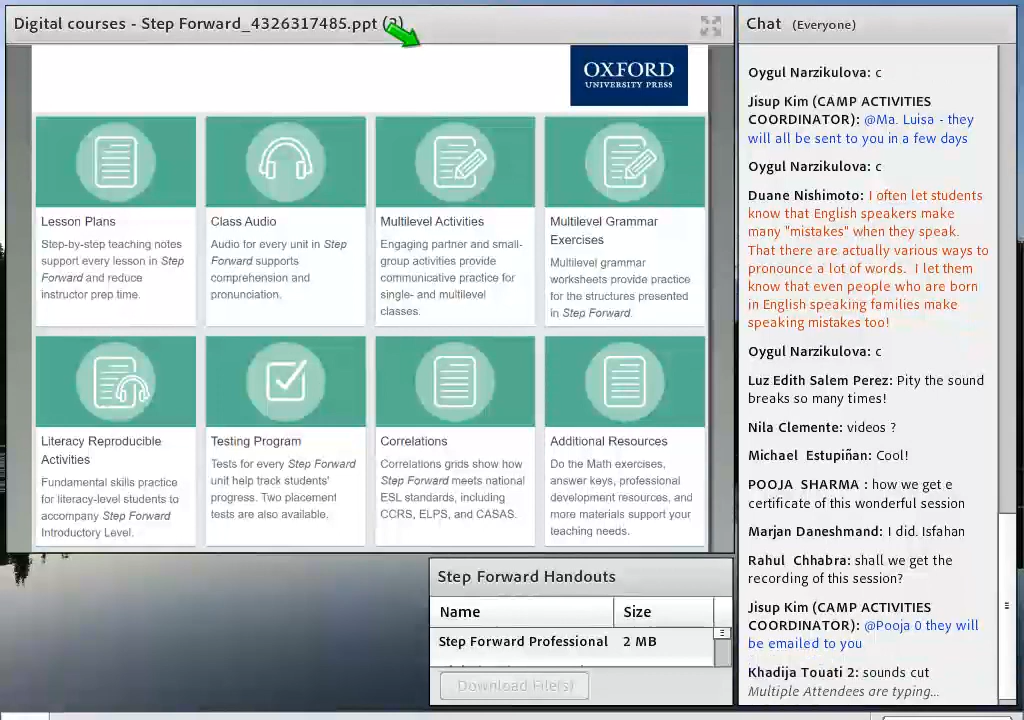 Digital courses - Step Forward_4326317485.ppt (2)
OXFORD
UNIVERSITY PRESS
Lesson Plans
Step-by-step teaching notes
support every lesson in Step
Forward and reduce
instructor prep time.
Class Audio
Audio for every unit in Step
Forward supports
comprehension and
pronunciation.
Multilevel Activities
Engaging partner and small-
group activities provide
communicative practice for
single- and multilevel
classes.
Multilevel Grammar
Exercises
Multilevel grammar
worksheets provide practice
for the structures presented
in Step Forward.
Literacy Reproducible
Activities
Fundamental skills practice
for literacy-level students to
accompany Step Forward
Introductory Level.
Testing Program
Tests for every Step Forward
unit help track students'
progress. Two placement
tests are also available.
Correlations
Correlations grids show how
Step Forward meets national
ESL standards, including
CCRS, ELPS, and CASAS.
Additional Resources
Do the Math exercises,
answer keys, professional
development resources, and
more materials support your
teaching needs.
Step Forward Handouts
Name Size
Step Forward Professional 2 MB
Download File(s)
Chat (Everyone)
Oygul Narzikulova: c
Jisup Kim (CAMP ACTIVITIES
COORDINATOR): @Ma. Luisa - they
will all be sent to you in a few days
Oygul Narzikulova: c
Duane Nishimoto: I often let students
know that English speakers make
many "mistakes" when they speak.
That there are actually various ways to
pronounce a lot of words. I let them
know that even people who are born
in English speaking families make
speaking mistakes too!
Oygul Narzikulova: c
Luz Edith Salem Perez: Pity the sound
breaks so many times!
Nila Clemente: videos ?
Michael Estupiñan: Cool!
POOJA SHARMA : how we get e
certificate of this wonderful session
Marjan Daneshmand: I did. Isfahan
Rahul Chhabra: shall we get the
recording of this session?
Jisup Kim (CAMP ACTIVITIES
COORDINATOR): @Pooja 0 they will
be emailed to you
Khadija Touati 2: sounds cut
Multiple Attendees are typing...